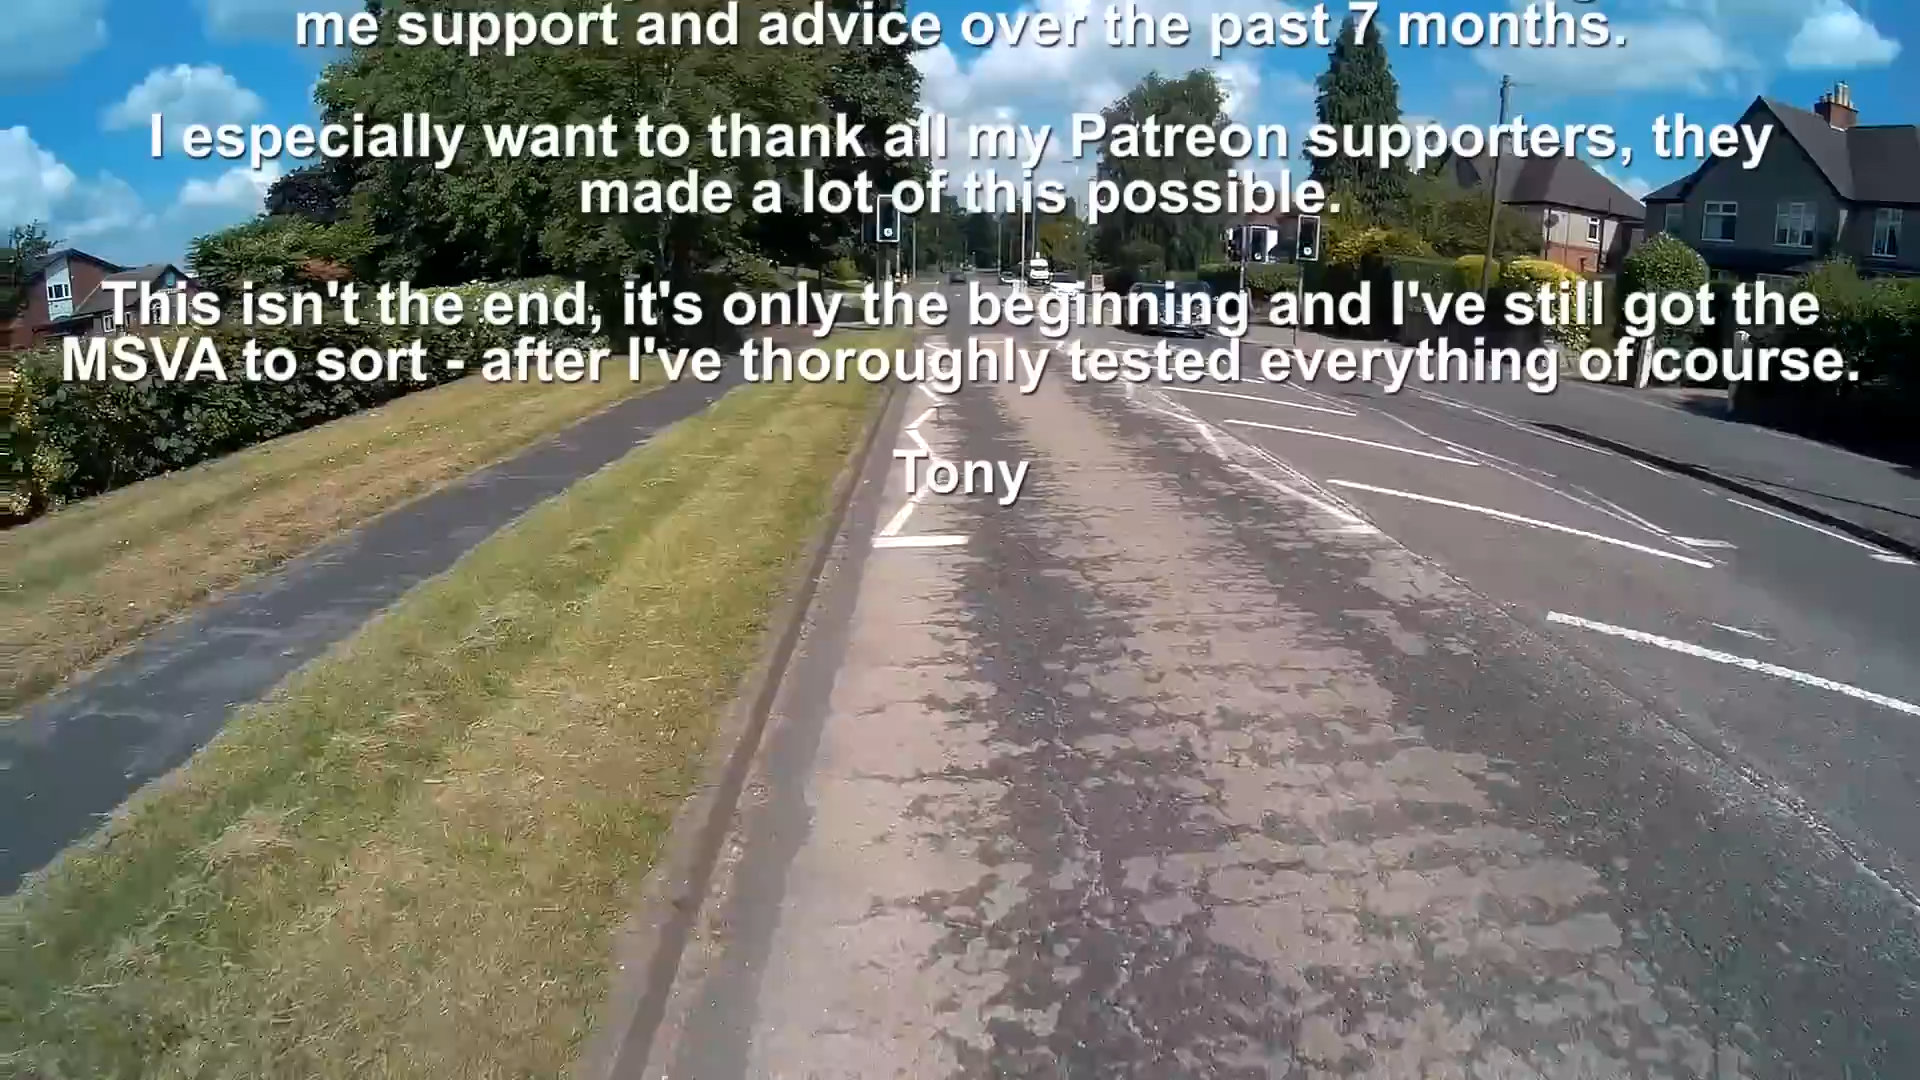 me support and advice over the past 7 months.
I especially want to thank all my Patreon supporters, they
made a lot of this possible.
This isn't the end, it's only the beginning and I've still got the
MSVA to sort - after I've thoroughly tested everything of course.
Tony